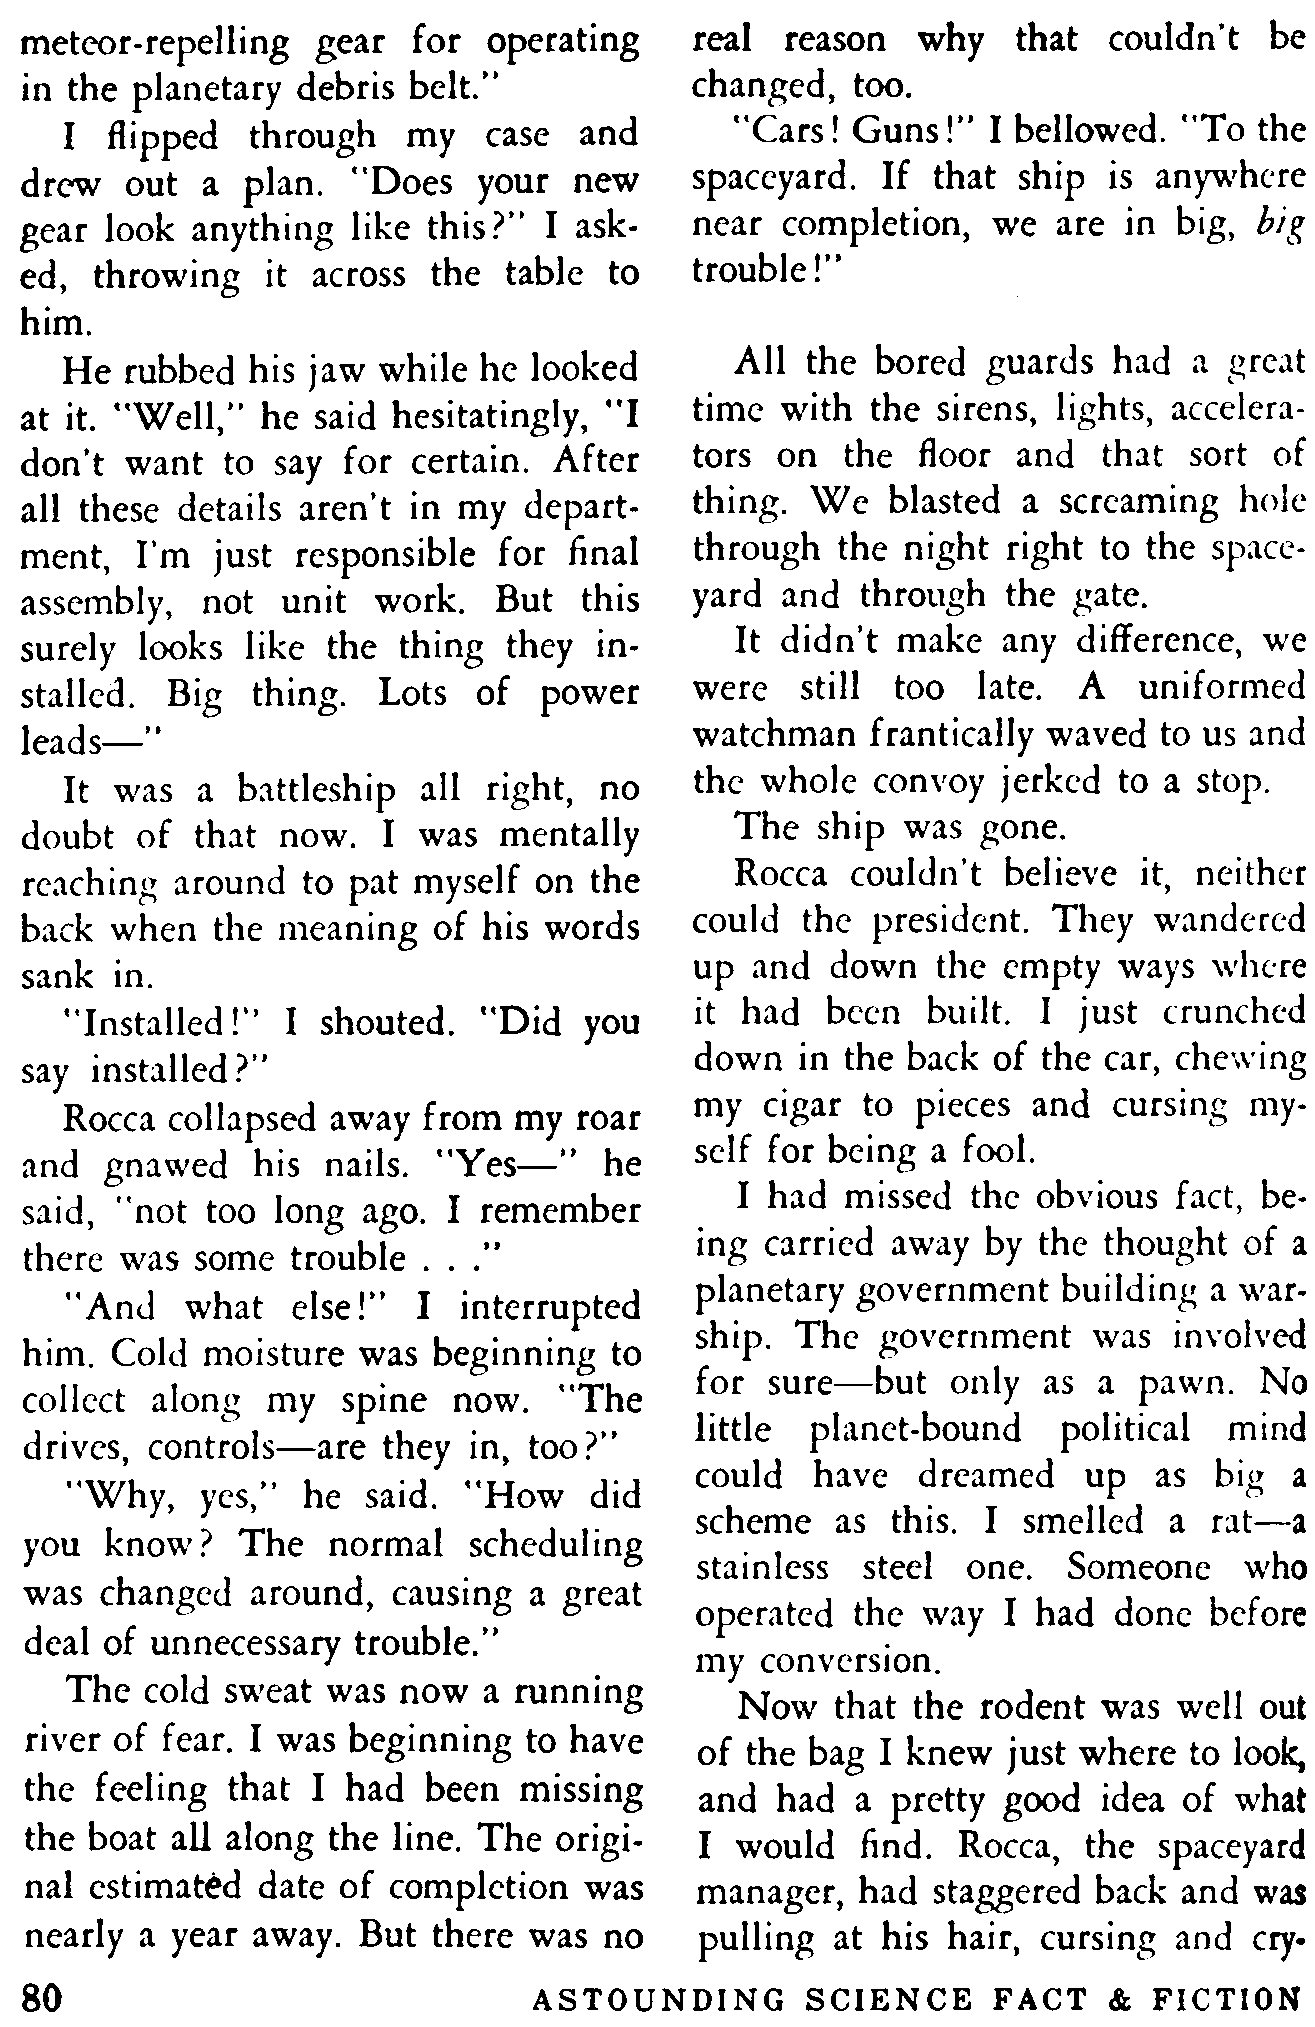 meteor-repelling gear for operating
in the planetary debris belt."
I flipped through my case and
drew out a plan. "Does your new
gear look anything like this?" I ask-
ed, throwing it across the table to
him.
He rubbed his jaw while he looked
at it. "Well," he said hesitatingly, "I
don't want to say for certain. After
all these details aren't in my depart-
ment, I'm just responsible for final
assembly, not unit work. But this
surely looks like the thing they in-
stalled. Big thing. Lots of power
leads—"
It was a battleship all right, no
doubt of that now. I was mentally
reaching around to pat myself on the
back when the meaning of his words
sank in.
"Installed!" I shouted. "Did you
say installed?"
Rocca collapsed away from my roar
and gnawed his nails. "Yes—" he
said, "not too long ago. I remember
there was some trouble . . ."
"And what else!" I interrupted
him. Cold moisture was beginning to
collect along my spine now. "The
drives, controls—are they in, too?"
"Why, yes," he said. "How did
you know? The normal scheduling
was changed around, causing a great
deal of unnecessary trouble."
The cold sweat was now a running
river of fear. I was beginning to have
the feeling that I had been missing
the boat all along the line. The origi-
nal estimated date of completion was
nearly a year away. But there was no
real reason why that couldn't be
changed, too.
"Cars! Guns!" I bellowed. "To the
spaceyard. If that ship is anywhere
near completion, we are in big, big
trouble!"
All the bored guards had a great
time with the sirens, lights, accelera-
tors on the floor and that sort of
thing. We blasted a screaming hole
through the night right to the space-
yard and through the gate.
It didn't make any difference, we
were still too late. A uniformed
watchman frantically waved to us and
the whole convoy jerked to a stop.
The ship was gone.
Rocca couldn't believe it, neither
could the president. They wandered
up and down the empty ways where
it had been built. I just crunched
down in the back of the car, chewing
my cigar to pieces and cursing my-
self for being a fool.
I had missed the obvious fact, be-
ing carried away by the thought of a
planetary government building a war-
ship. The government was involved
for sure—but only as a pawn. No
little planet-bound political mind
could have dreamed up as big a
scheme as this. I smelled a rat—a
stainless steel one. Someone who
operated the way I had done before
my conversion.
Now that the rodent was well out
of the bag I knew just where to look,
and had a pretty good idea of what
I would find. Rocca, the spaceyard
manager, had staggered back and was
pulling at his hair, cursing and cry-
80
ASTOUNDING SCIENCE FACT & FICTION